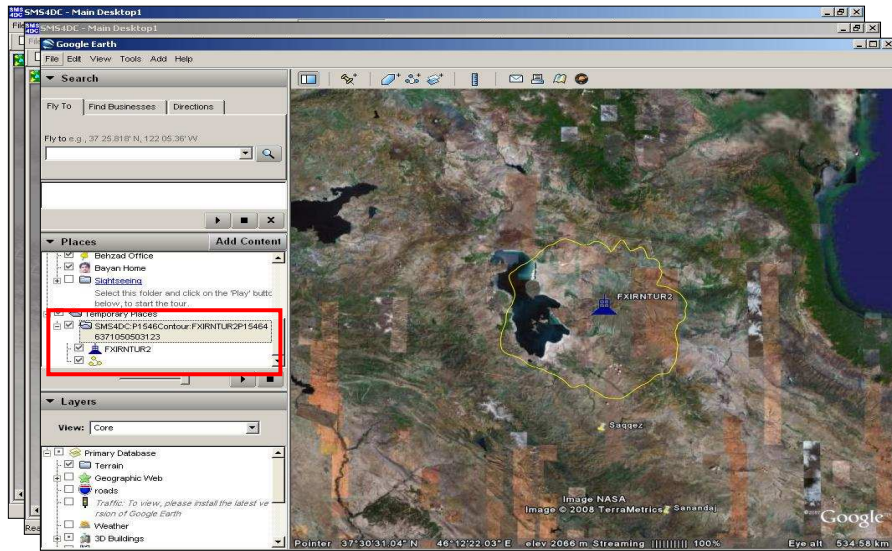 SMS4DC - Main Desktop1
SMS4DC - Main Desktop1
Google Earth
File Edit View Tools Add Help
Search
Fly To Find Businesses Directions
Fly to e.g., 37 25.818' N, 122 05.36' W
Places Add Content
Behzad Office
Bayan Home
Sightseeing
Select this folder and click on the 'Play' butto
below, to start the tour.
Temporary Places
SMS4DC:P1546Contour:FXIRNTUR2P15464
6371050503123
FXIRNTUR2
Layers
View: Core
Primary Database
Terrain
Geographic Web
roads
Traffic: To view, please install the latest ve
rsion of Google Earth
Weather
3D Buildings
FXIRNTUR2
Saqqez
Sanandaj
Image NASA
Image © 2008 TerraMetrics
Google
Pointer 37°30'31.04" N 46°12'22.03" E elev 2066 m Streaming |||||||||| 100% Eye alt 534.58 km